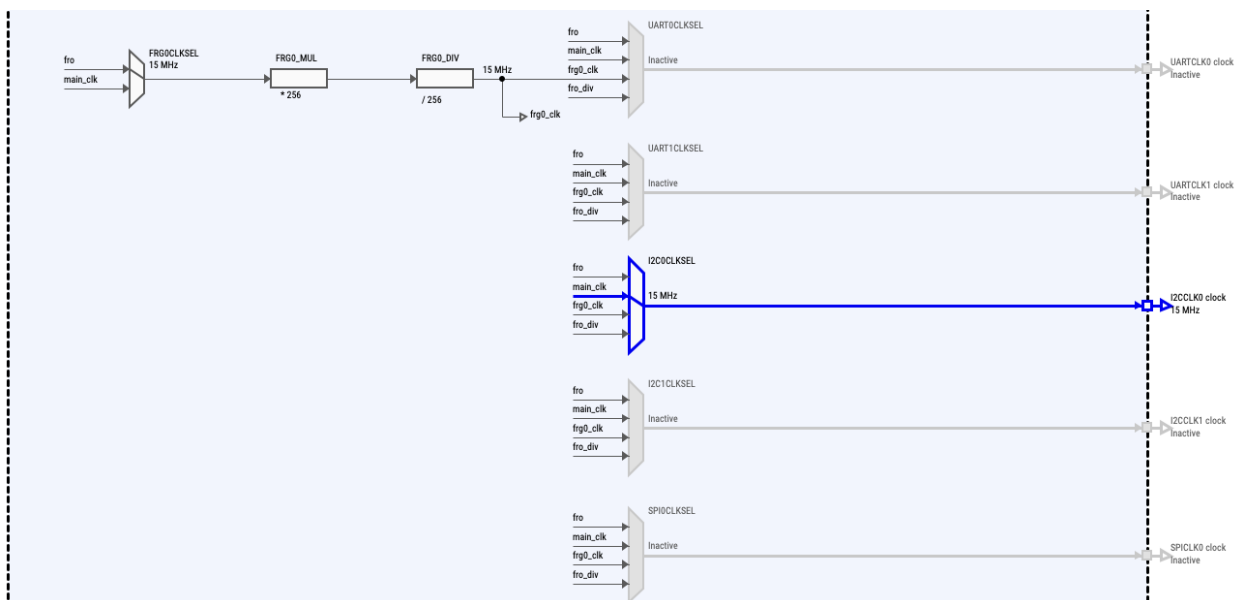 fro
main_clk
FRG0CLKSEL
15 MHz
FRG0_MUL
* 256
FRG0_DIV
/ 256
15 MHz
frg0_clk
fro
main_clk
frg0_clk
fro_div
UART0CLKSEL
Inactive
UARTCLK0 clock
Inactive
fro
main_clk
frg0_clk
fro_div
UART1CLKSEL
Inactive
UARTCLK1 clock
Inactive
fro
main_clk
frg0_clk
fro_div
I2C0CLKSEL
15 MHz
I2CCLK0 clock
15 MHz
fro
main_clk
frg0_clk
fro_div
I2C1CLKSEL
Inactive
I2CCLK1 clock
Inactive
fro
main_clk
frg0_clk
fro_div
SPI0CLKSEL
Inactive
SPICLK0 clock
Inactive